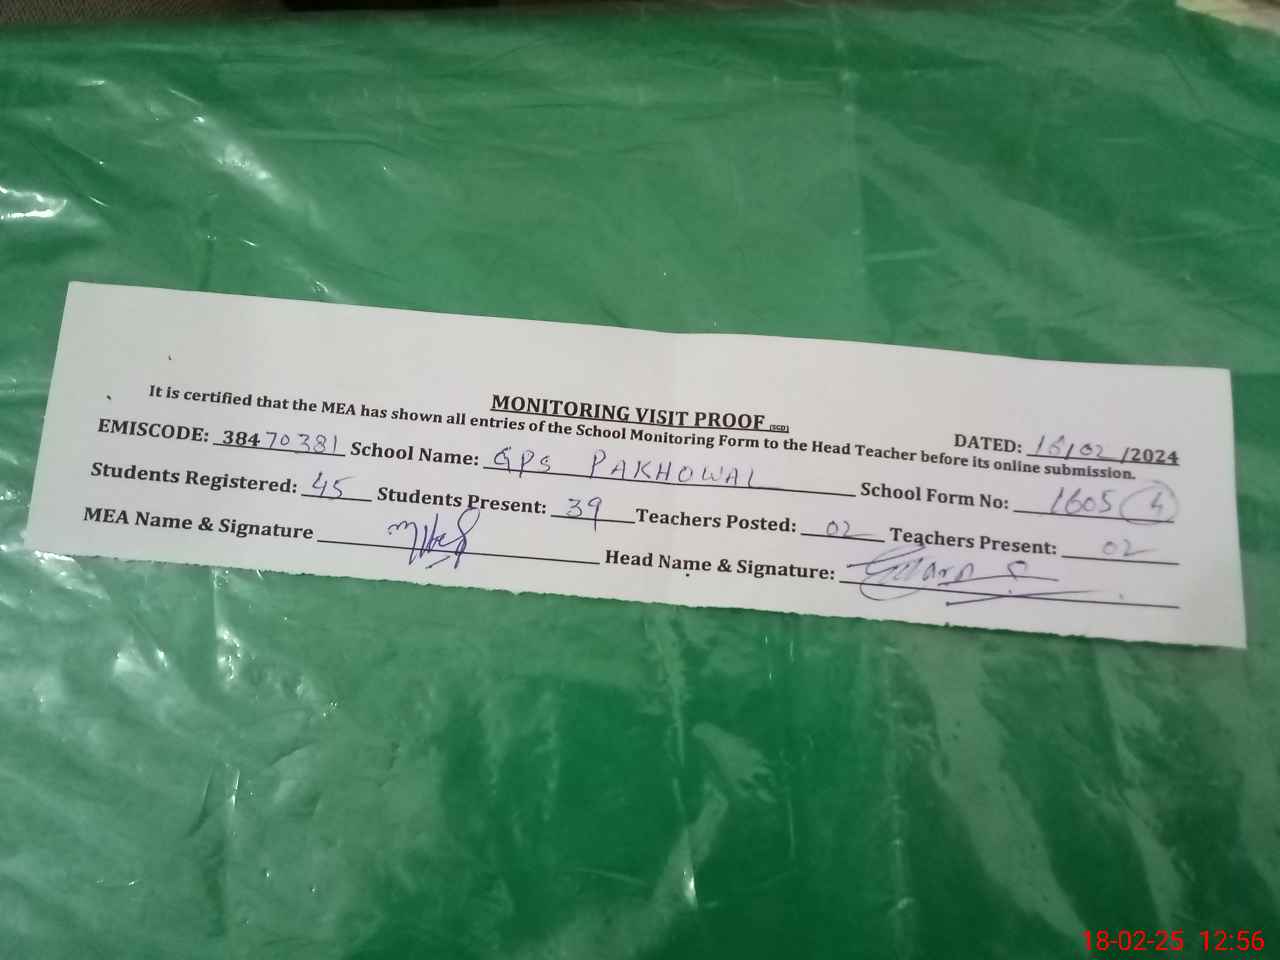 MONITORING VISIT PROOF (SCD)
DATED: 18/02/2024
It is certified that the MEA has shown all entries of the School Monitoring Form to the Head Teacher before its online submission.
EMISCODE: 38470381 School Name: GPS PAKHOWAL School Form No: 1605 (4)
Students Registered: 45 Students Present: 39 Teachers Posted: 02 Teachers Present: 02
MEA Name & Signature Head Name & Signature:
18-02-25 12:56